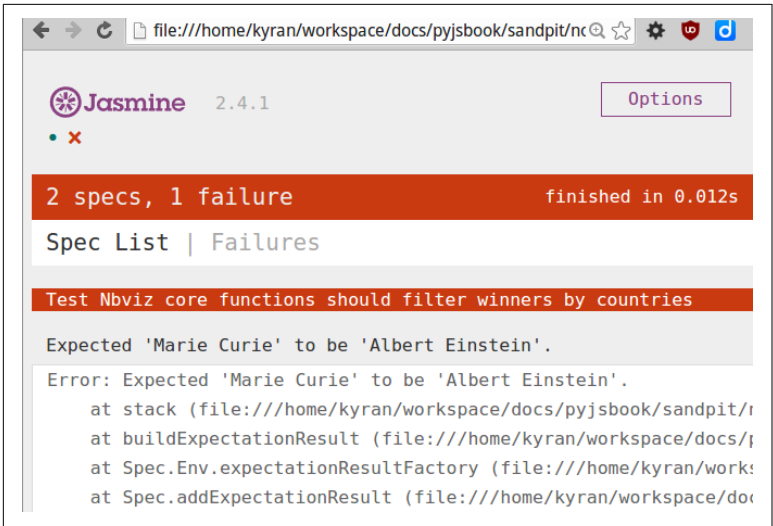 file:///home/kyran/workspace/docs/pyjsbook/sandpit/
Jasmine 2.4.1 Options
2 specs, 1 failure finished in 0.012s
Spec List | Failures
Test Nbviz core functions should filter winners by countries
Expected 'Marie Curie' to be 'Albert Einstein'.
Error: Expected 'Marie Curie' to be 'Albert Einstein'.
at stack (file:///home/kyran/workspace/docs/pyjsbook/sandpit/
at buildExpectationResult (file:///home/kyran/workspace/docs/
at Spec.Env.expectationResultFactory (file:///home/kyran/works
at Spec.addExpectationResult (file:///home/kyran/workspace/doc